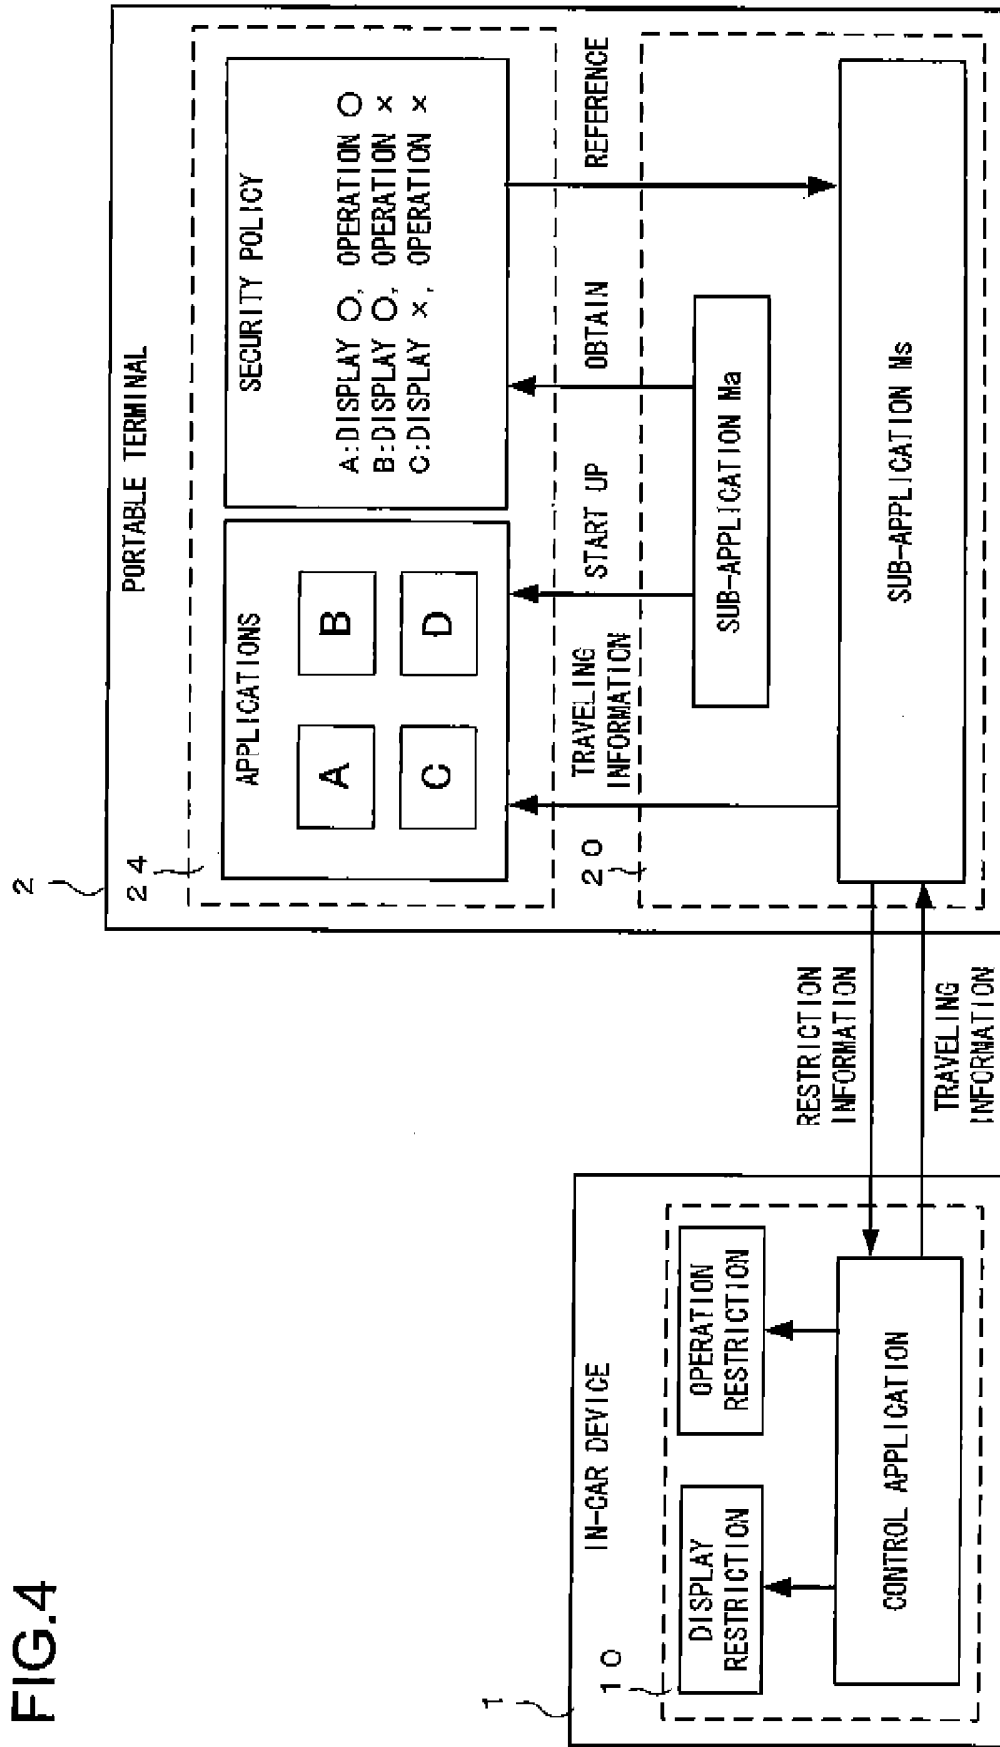 FIG.4
1
IN-CAR DEVICE
10
DISPLAY
RESTRICTION
OPERATION
RESTRICTION
CONTROL APPLICATION
RESTRICTION
INFORMATION
TRAVELING
INFORMATION
2
PORTABLE TERMINAL
24
APPLICATIONS
A
B
C
D
SECURITY POLICY
A:DISPLAY ○, OPERATION ○
B:DISPLAY ○, OPERATION ×
C:DISPLAY ×, OPERATION ×
TRAVELING
INFORMATION
START UP
OBTAIN
REFERENCE
20
SUB-APPLICATION Ma
SUB-APPLICATION Ms